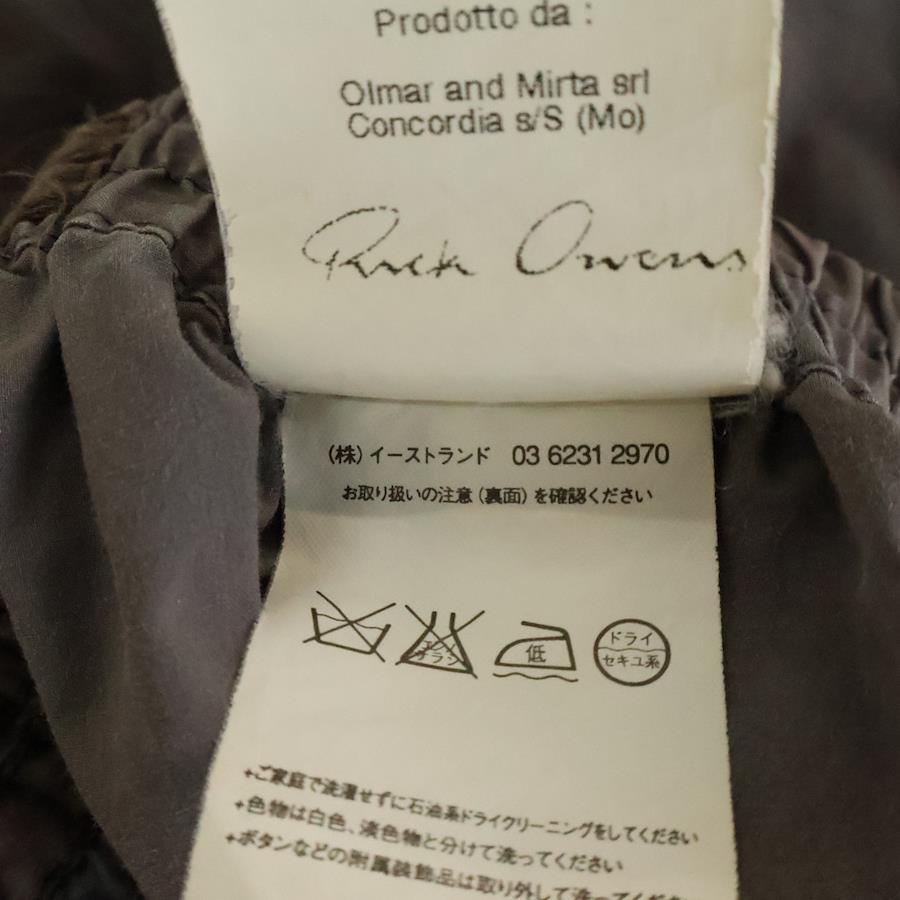 Prodotto da :
Olmar and Mirta srl
Concordia s/S (Mo)
Rick Owens
(株)イーストランド 03 6231 2970
お取り扱いの注意(裏面)を確認ください
エンソ
チラシ
低
ドライ
セキユ系
+ご家庭で洗濯せずに石油系ドライクリーニングをしてください
+色物は白色、淡色物と分けて洗ってください
+ボタンなどの附属装飾品は取り外して洗ってくださ